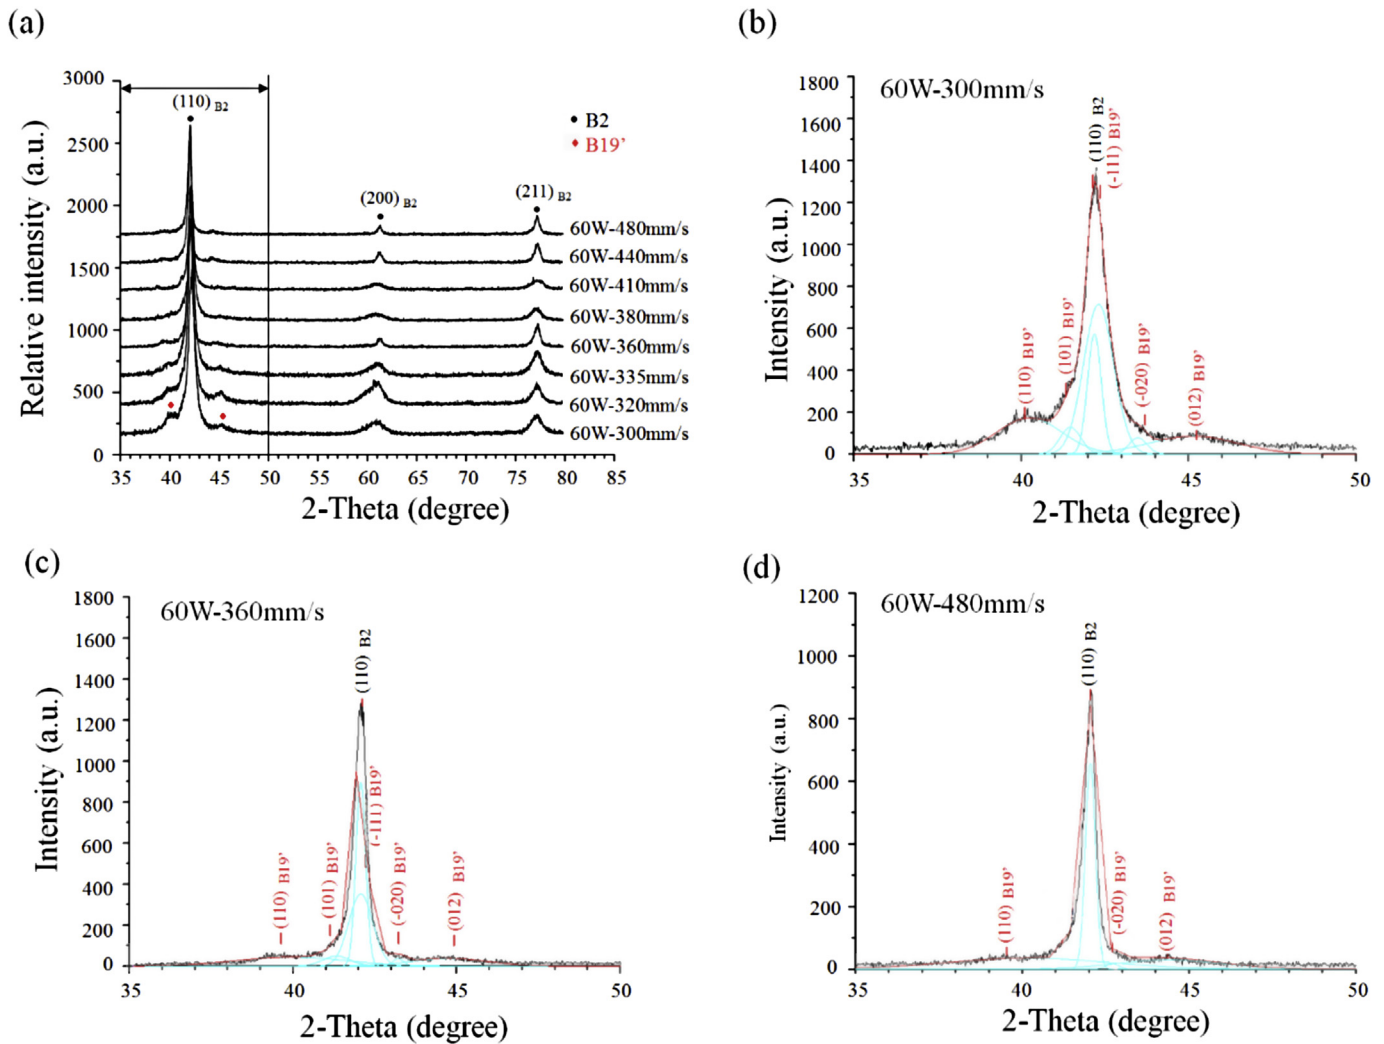 (a)
3000
2500
2000
1500
1000
500
0
Relative intensity (a.u.)
(110) B2
(200) B2
(211) B2
B2
B19’
60W-480mm/s
60W-440mm/s
60W-410mm/s
60W-380mm/s
60W-360mm/s
60W-335mm/s
60W-320mm/s
60W-300mm/s
35 40 45 50 55 60 65 70 75 80 85
2-Theta (degree)
(b)
60W-300mm/s
1800
1600
1400
1200
1000
800
600
400
200
0
Intensity (a.u.)
(110) B19’
(101) B19’
(110) B2
(-111) B19’
(-020) B19’
(012) B19’
35 40 45 50
2-Theta (degree)
(c)
60W-360mm/s
1800
1600
1400
1200
1000
800
600
400
200
0
Intensity (a.u.)
(110) B19’
(101) B19’
(110) B2
(-111) B19’
(-020) B19’
(012) B19’
35 40 45 50
2-Theta (degree)
(d)
60W-480mm/s
1200
1000
800
600
400
200
0
Intensity (a.u.)
(110) B19’
(110) B2
(-020) B19’
(012) B19’
35 40 45 50
2-Theta (degree)